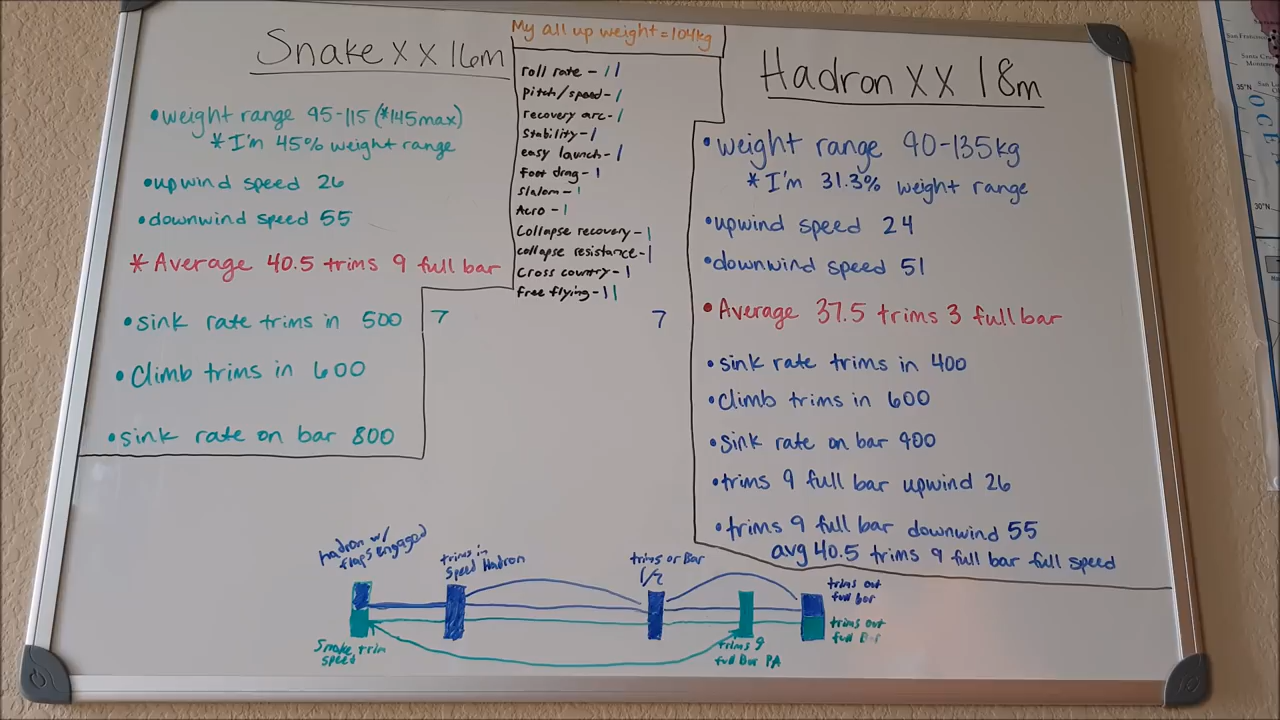 Snake XX 16m
• weight range 95-115 (*145max)
* I'm 45% weight range
• upwind speed 26
• downwind speed 55
* Average 40.5 trims 9 full bar
• sink rate trims in 500
• Climb trims in 600
• sink rate on bar 800
My all up weight = 104kg
roll rate - ||
Pitch/speed - |
recovery arc - |
Stability - |
easy launch - |
foot drag - |
Slalom - |
Acro - |
Collapse recovery - |
collapse resistance - |
Cross country - |
free flying - ||
7
7
Hadron XX 18m
• weight range 90-135kg
* I'm 31.3% weight range
• upwind speed 24
• downwind speed 51
• Average 37.5 trims 3 full bar
• sink rate trims in 400
• climb trims in 600
• sink rate on bar 900
• trims 9 full bar upwind 26
• trims 9 full bar downwind 55
avg 40.5 trims 9 full bar full speed
hadron w/
flaps engaged
trims in
speed Hadron
trims or Bar
1/2
trims out
full bar
Snake trim
speed
trims 9
full Bar PA
trims out
full Bar
San Francisco
35°N
30°N
OCE